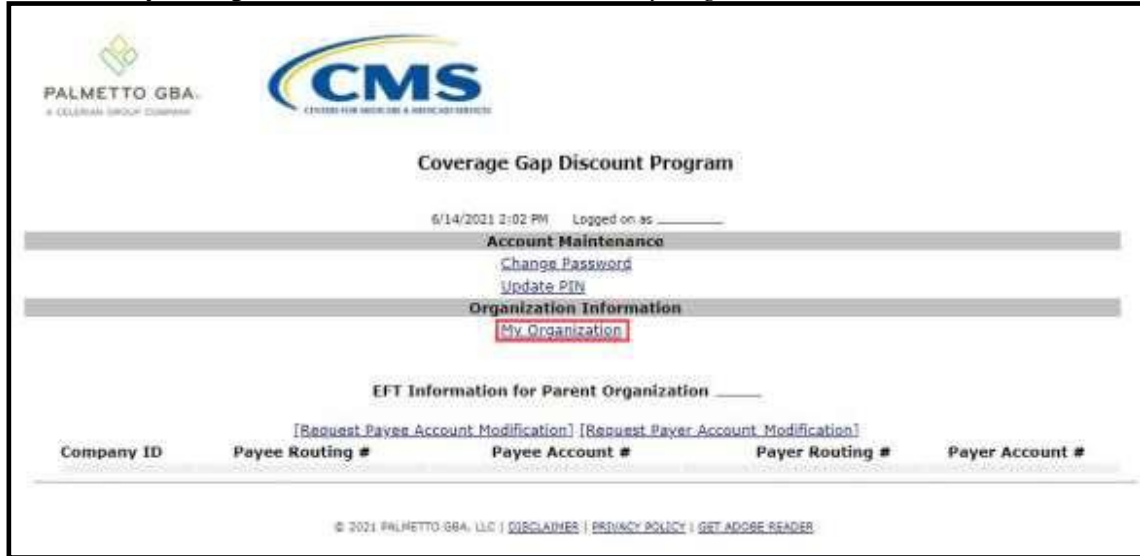 PALMETTO GBA.
A CELERIAN GROUP COMPANY
CMS
CENTERS FOR MEDICARE & MEDICAID SERVICES
Coverage Gap Discount Program
6/14/2021 2:02 PM Logged on as
Account Maintenance
Change Password
Update PIN
Organization Information
My Organization
EFT Information for Parent Organization
[Request Payee Account Modification] [Request Payer Account Modification]
Company ID Payee Routing # Payee Account # Payer Routing # Payer Account #
© 2021 PALMETTO GBA, LLC | DISCLAIMER | PRIVACY POLICY | GET ADOBE READER